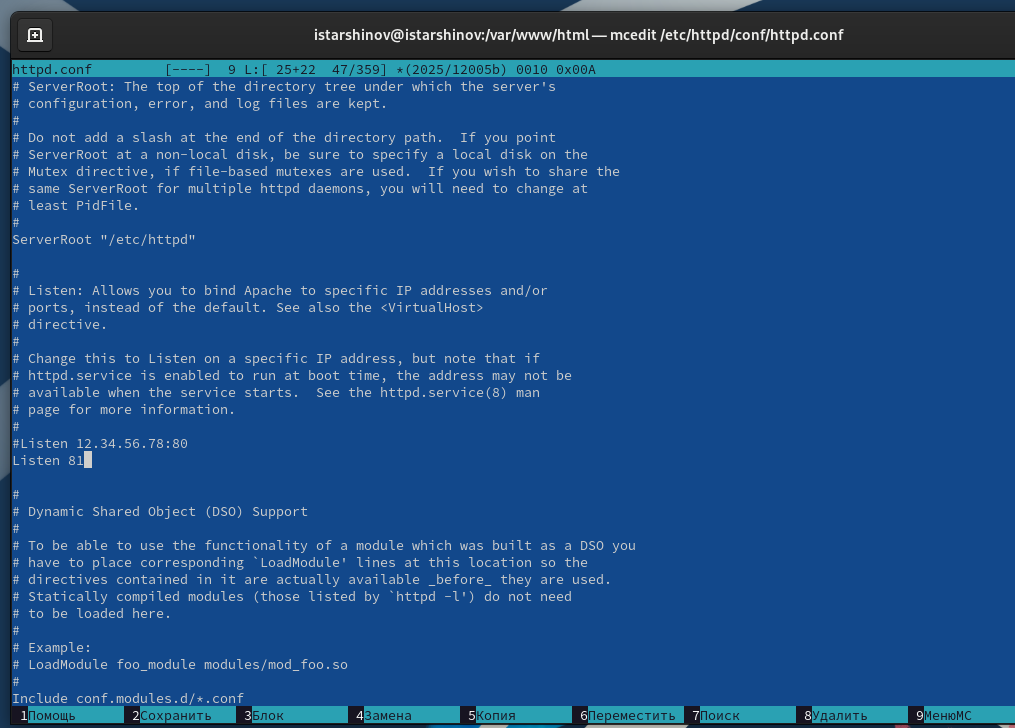 istarshinov@istarshinov:/var/www/html — mcedit /etc/httpd/conf/httpd.conf
httpd.conf         [----]  9 L:[ 25+22  47/359] *(2025/12005b) 0010 0x00A
# ServerRoot: The top of the directory tree under which the server's
# configuration, error, and log files are kept.
#
# Do not add a slash at the end of the directory path.  If you point
# ServerRoot at a non-local disk, be sure to specify a local disk on the
# Mutex directive, if file-based mutexes are used.  If you wish to share the
# same ServerRoot for multiple httpd daemons, you will need to change at
# least PidFile.
#
ServerRoot "/etc/httpd"

#
# Listen: Allows you to bind Apache to specific IP addresses and/or
# ports, instead of the default. See also the <VirtualHost>
# directive.
#
# Change this to Listen on a specific IP address, but note that if
# httpd.service is enabled to run at boot time, the address may not be
# available when the service starts.  See the httpd.service(8) man
# page for more information.
#
#Listen 12.34.56.78:80
Listen 81

#
# Dynamic Shared Object (DSO) Support
#
# To be able to use the functionality of a module which was built as a DSO you
# have to place corresponding `LoadModule' lines at this location so the
# directives contained in it are actually available _before_ they are used.
# Statically compiled modules (those listed by `httpd -l') do not need
# to be loaded here.
#
# Example:
# LoadModule foo_module modules/mod_foo.so
#
Include conf.modules.d/*.conf
1Помощь 2Сохранить 3Блок 4Замена 5Копия 6Переместить 7Поиск 8Удалить 9МенюМС